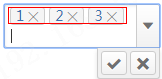 1 × 2 × 3 ×